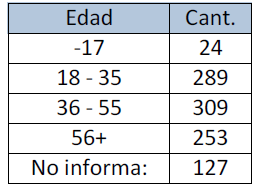 Edad Cant.
-17 24
18 - 35 289
36 - 55 309
56+ 253
No informa: 127